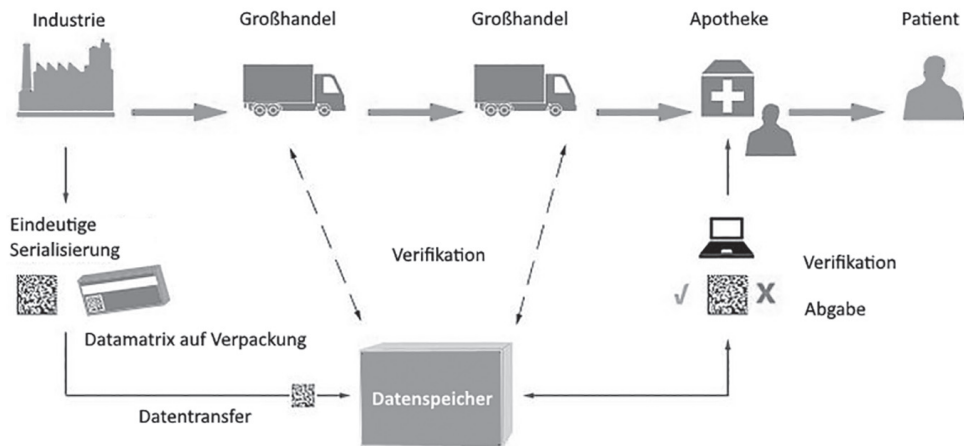 Industrie
Großhandel
Großhandel
Apotheke
Patient
Eindeutige
Serialisierung
Verifikation
Verifikation
Abgabe
√
X
Datamatrix auf Verpackung
Datenspeicher
Datentransfer